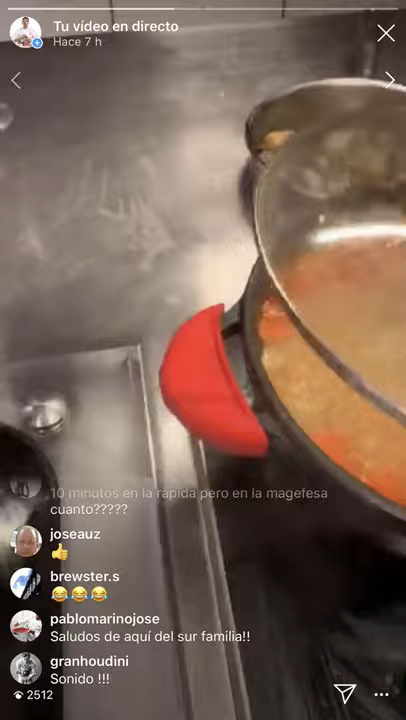 Tu vídeo en directo
Hace 7 h
10 minutos en la rápida pero en la magefesa
cuanto?????
joseauz
👍
brewster.s
😂😂😂
pablomarinojose
Saludos de aquí del sur familia!!
granhoudini
Sonido !!!
2512